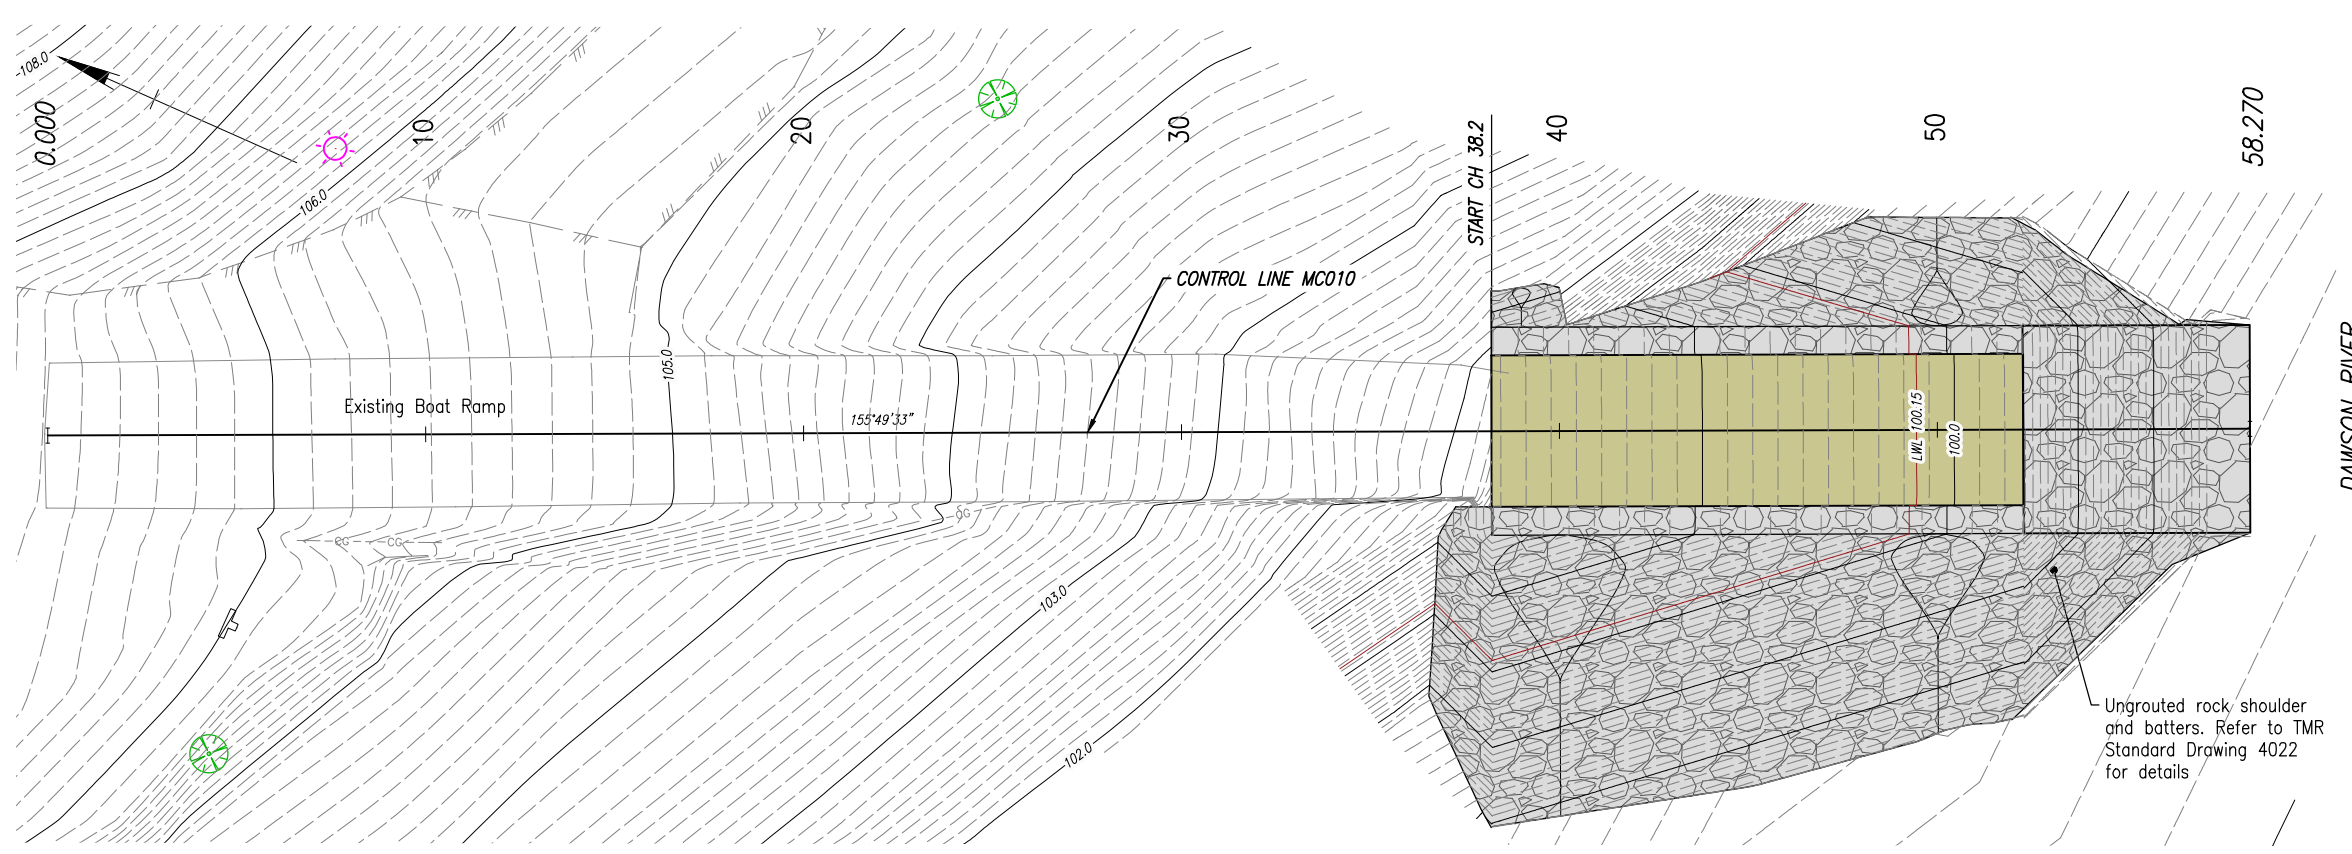 108.0
0.000
10
20
30
START CH 38.2
40
50
58.270
106.0
CONTROL LINE MC010
105.0
Existing Boat Ramp
155°49'33"
LWL 100.15
100.0
DAWSON RIVER
OG
CG
CG
103.0
102.0
Ungrouted rock shoulder
and batters. Refer to TMR
Standard Drawing 4022
for details